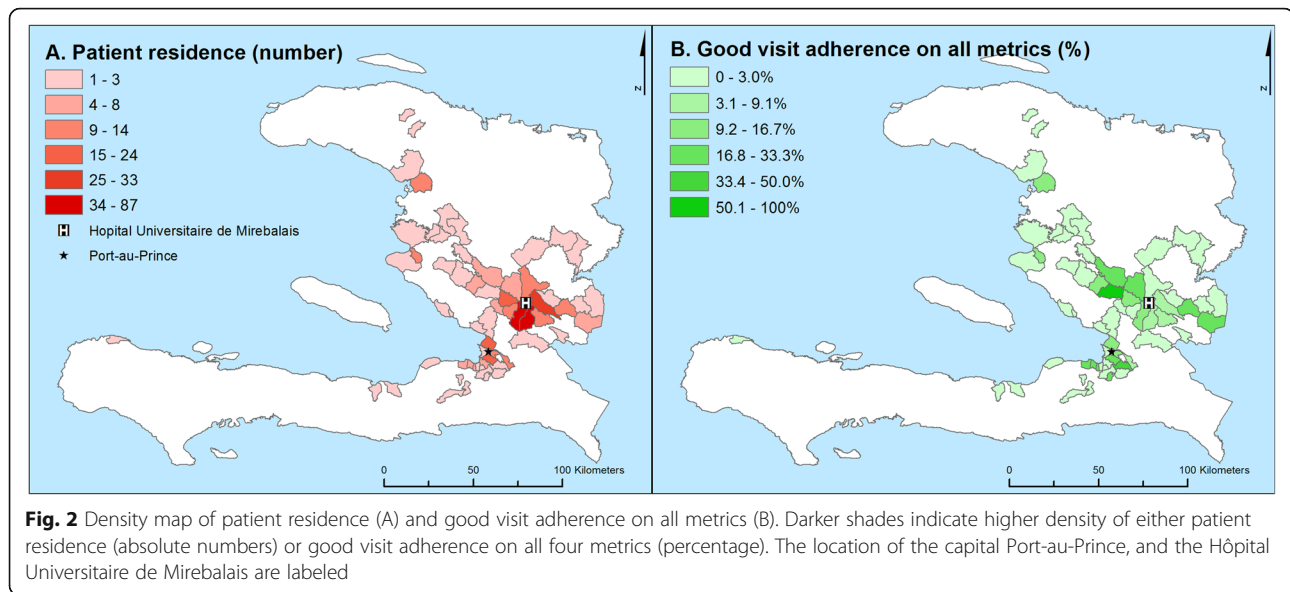 A. Patient residence (number)
1 - 3
4 - 8
9 - 14
15 - 24
25 - 33
34 - 87
H Hopital Universitaire de Mirebalais
★ Port-au-Prince
N
H
★
0 50 100 Kilometers
B. Good visit adherence on all metrics (%)
0 - 3.0%
3.1 - 9.1%
9.2 - 16.7%
16.8 - 33.3%
33.4 - 50.0%
50.1 - 100%
N
H
★
0 50 100 Kilometers
Fig. 2 Density map of patient residence (A) and good visit adherence on all metrics (B). Darker shades indicate higher density of either patient
residence (absolute numbers) or good visit adherence on all four metrics (percentage). The location of the capital Port-au-Prince, and the Hôpital
Universitaire de Mirebalais are labeled